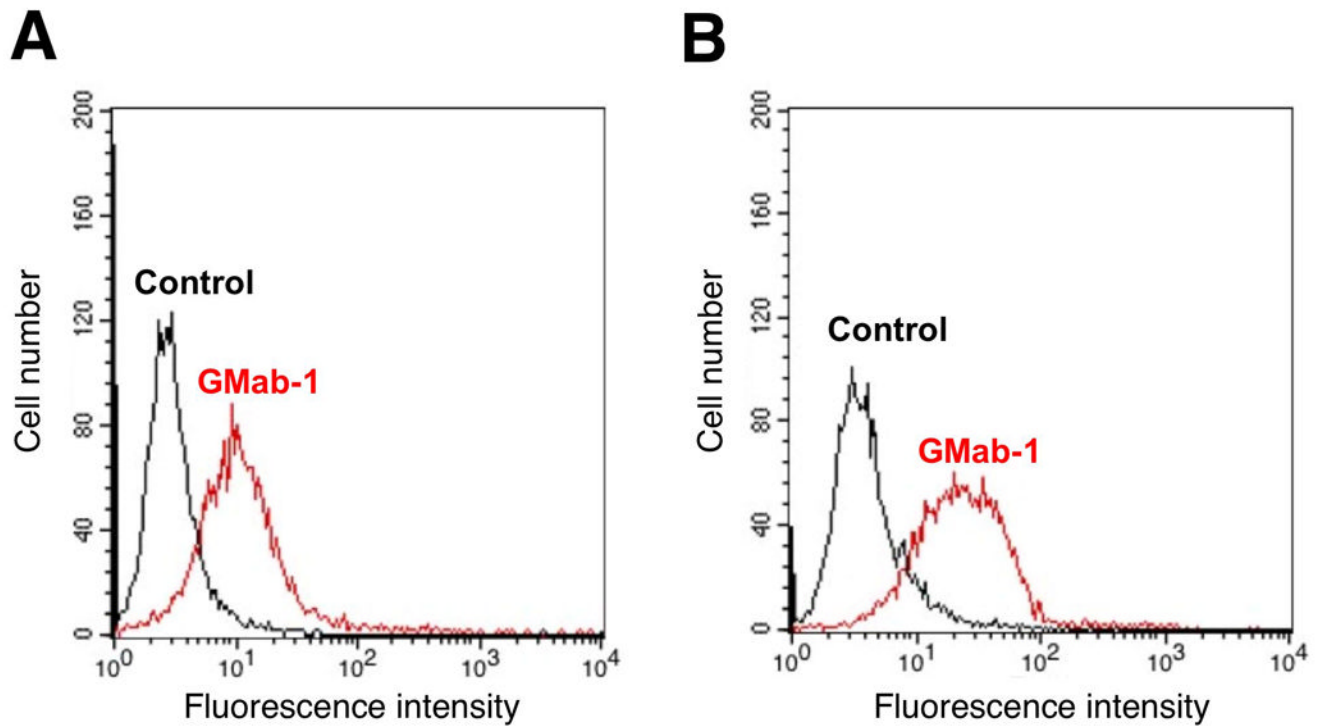 A
B
200
160
120
80
40
0
Cell number
Control
GMab-1
10^0
10^1
10^2
10^3
10^4
Fluorescence intensity
200
160
120
80
40
0
Cell number
Control
GMab-1
10^0
10^1
10^2
10^3
10^4
Fluorescence intensity